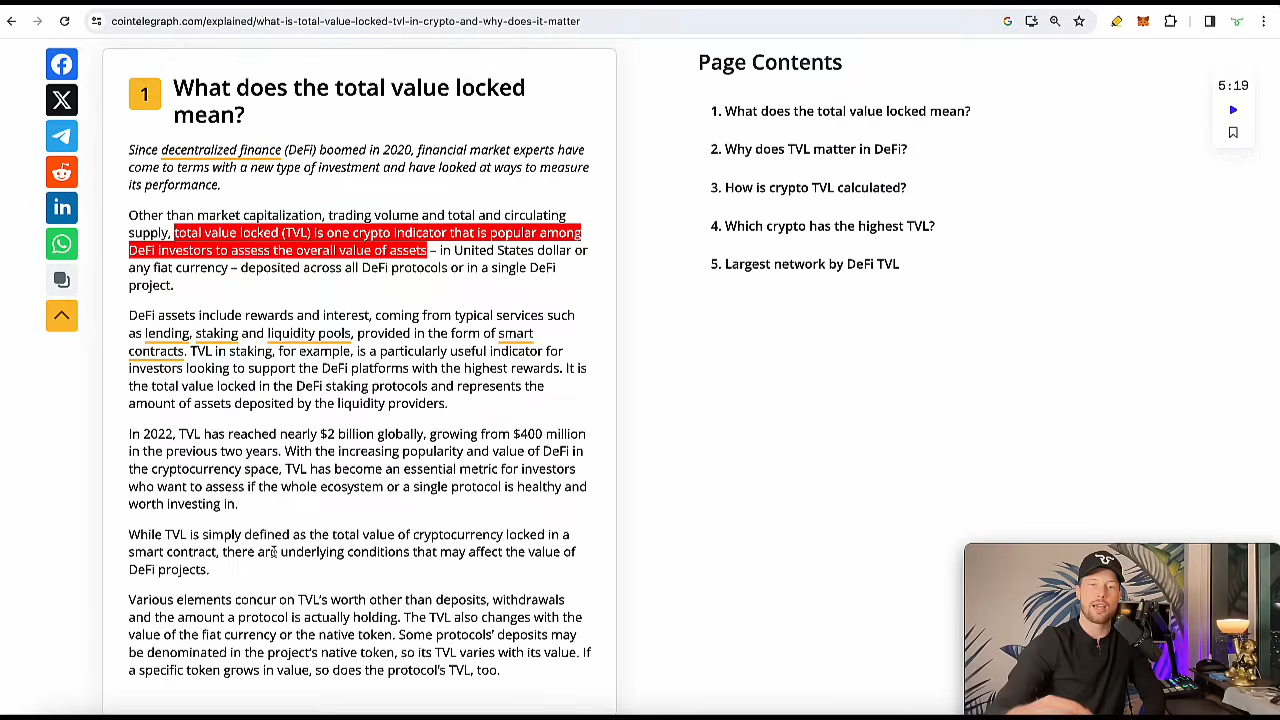 cointelegraph.com/explained/what-is-total-value-locked-tvl-in-crypto-and-why-does-it-matter
1
What does the total value locked
mean?
Since decentralized finance (DeFi) boomed in 2020, financial market experts have
come to terms with a new type of investment and have looked at ways to measure
its performance.
Other than market capitalization, trading volume and total and circulating
supply, total value locked (TVL) is one crypto indicator that is popular among
DeFi investors to assess the overall value of assets – in United States dollar or
any fiat currency – deposited across all DeFi protocols or in a single DeFi
project.
DeFi assets include rewards and interest, coming from typical services such
as lending, staking and liquidity pools, provided in the form of smart
contracts. TVL in staking, for example, is a particularly useful indicator for
investors looking to support the DeFi platforms with the highest rewards. It is
the total value locked in the DeFi staking protocols and represents the
amount of assets deposited by the liquidity providers.
In 2022, TVL has reached nearly $2 billion globally, growing from $400 million
in the previous two years. With the increasing popularity and value of DeFi in
the cryptocurrency space, TVL has become an essential metric for investors
who want to assess if the whole ecosystem or a single protocol is healthy and
worth investing in.
While TVL is simply defined as the total value of cryptocurrency locked in a
smart contract, there are underlying conditions that may affect the value of
DeFi projects.
Various elements concur on TVL's worth other than deposits, withdrawals
and the amount a protocol is actually holding. The TVL also changes with the
value of the fiat currency or the native token. Some protocols' deposits may
be denominated in the project's native token, so its TVL varies with its value. If
a specific token grows in value, so does the protocol's TVL, too.
Page Contents
1. What does the total value locked mean?
2. Why does TVL matter in DeFi?
3. How is crypto TVL calculated?
4. Which crypto has the highest TVL?
5. Largest network by DeFi TVL
5:19